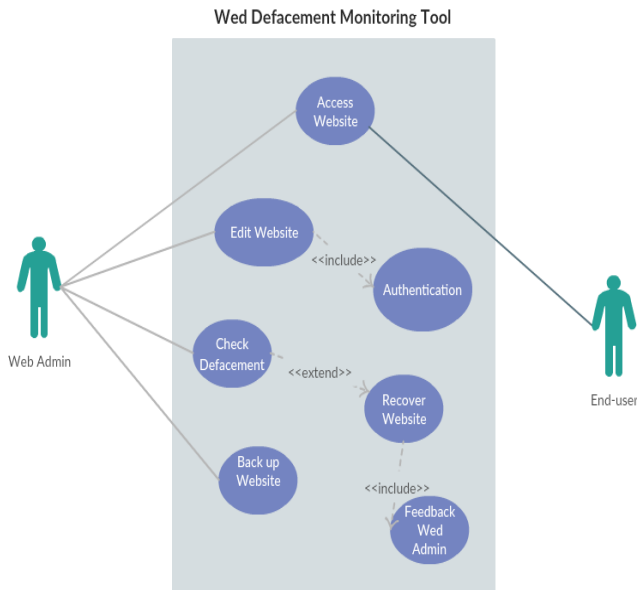 Wed Defacement Monitoring Tool
Access
Website
Edit Website
<<include>>
Authentication
Web Admin
Check
Defacement
<<extend>>
Recover
Website
End-user
Back up
Website
<<include>>
Feedback
Wed
Admin